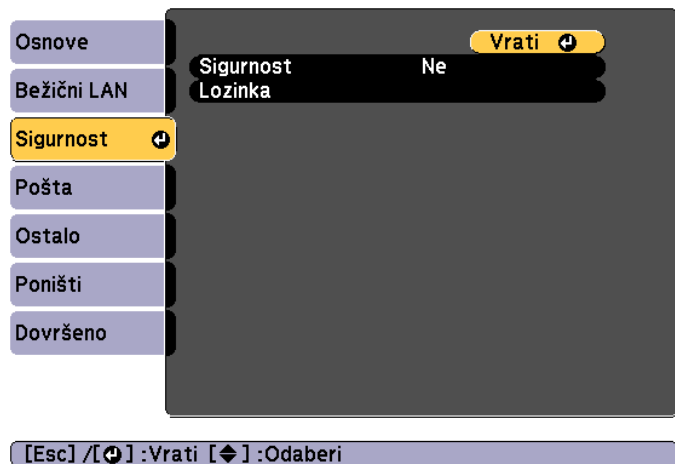 Osnove
Bežični LAN
Sigurnost
Pošta
Ostalo
Poništi
Dovršeno
Vrati
Sigurnost Ne
Lozinka
[Esc] /[ ] :Vrati [ ] :Odaberi